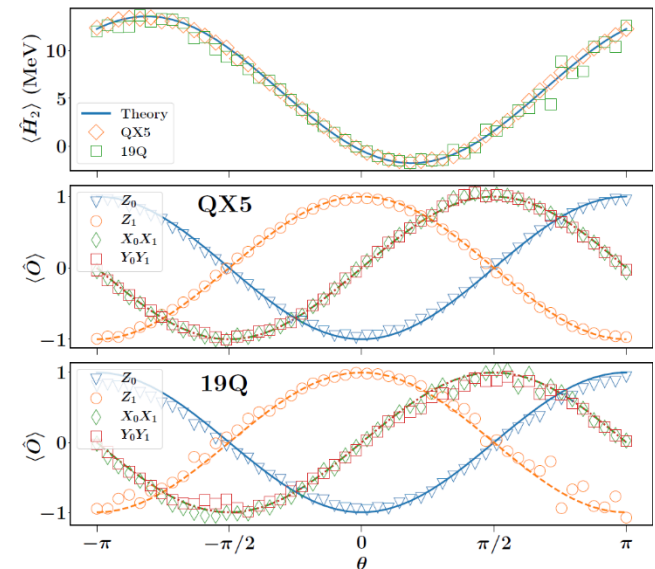 ⟨Ĥ₂⟩ (MeV)
10
5
0
Theory
QX5
19Q
⟨Ô⟩
1
0
−1
QX5
Z₀
Z₁
X₀X₁
Y₀Y₁
⟨Ô⟩
1
0
−1
19Q
Z₀
Z₁
X₀X₁
Y₀Y₁
−π −π/2 0 π/2 π
θ